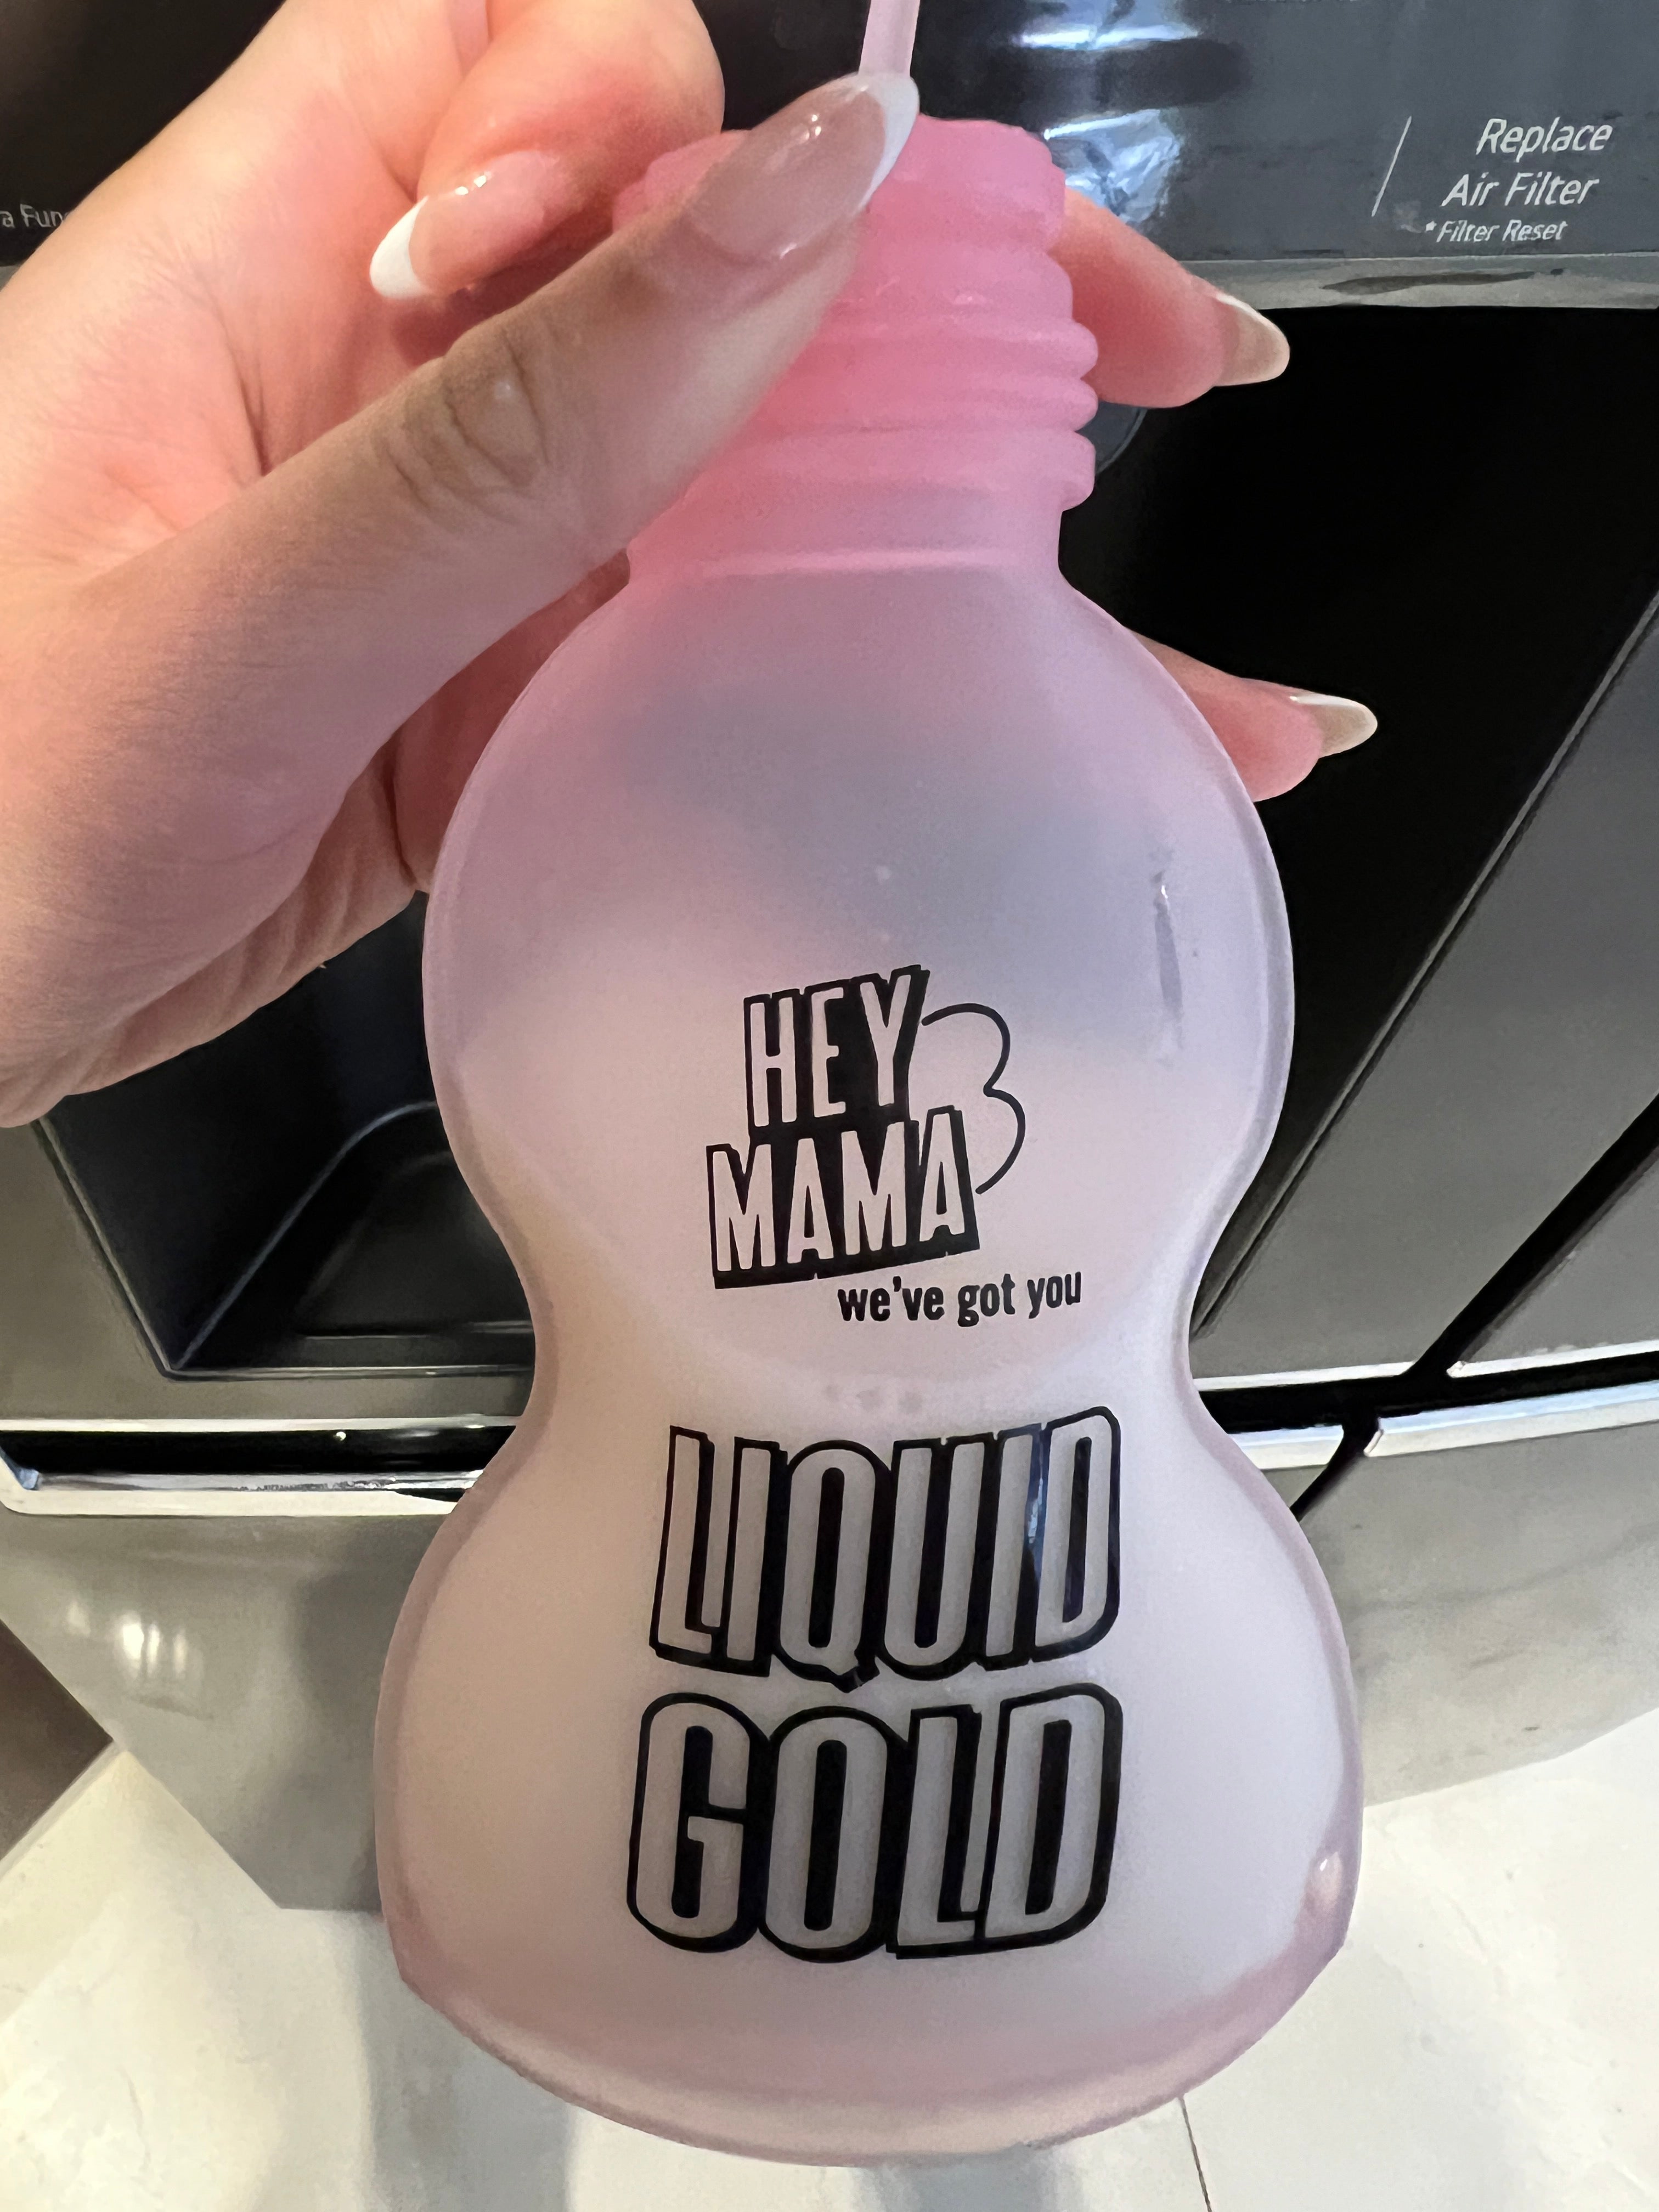 Replace
Air Filter
*Filter Reset
HEY
MAMA
we've got you
LIQUID
GOLD